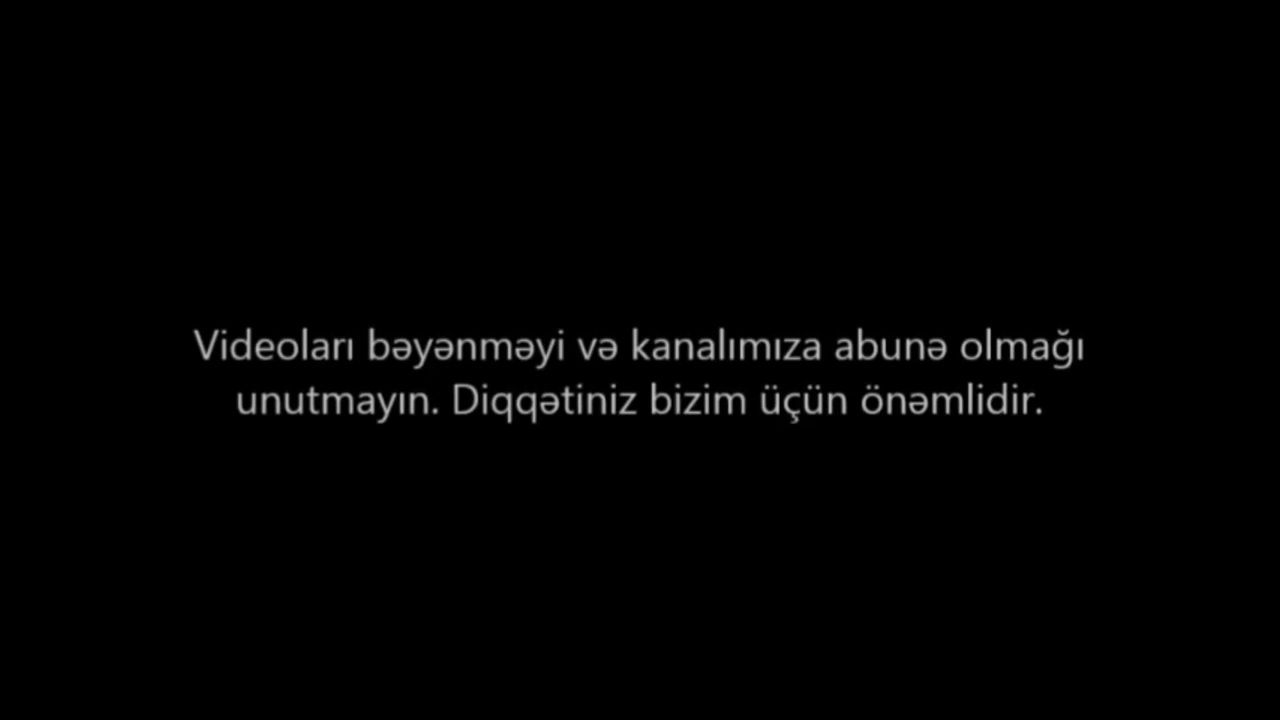 Videoları bəyənməyi və kanalımıza abunə olmağı
unutmayın. Diqqətiniz bizim üçün önəmlidir.